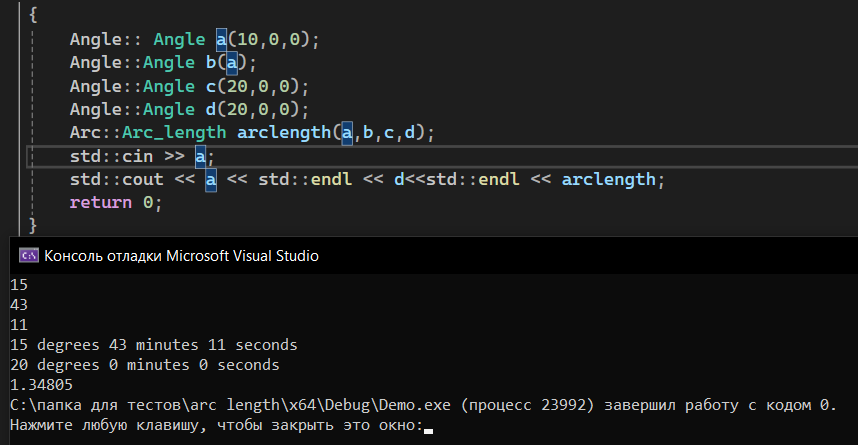 {
Angle:: Angle a(10,0,0);
Angle::Angle b(a);
Angle::Angle c(20,0,0);
Angle::Angle d(20,0,0);
Arc::Arc_length arclength(a,b,c,d);
std::cin >> a;
std::cout << a << std::endl << d<<std::endl << arclength;
return 0;
}
C:\ Консоль отладки Microsoft Visual Studio
15
43
11
15 degrees 43 minutes 11 seconds
20 degrees 0 minutes 0 seconds
1.34805
C:\папка для тестов\arc length\x64\Debug\Demo.exe (процесс 23992) завершил работу с кодом 0.
Нажмите любую клавишу, чтобы закрыть это окно: